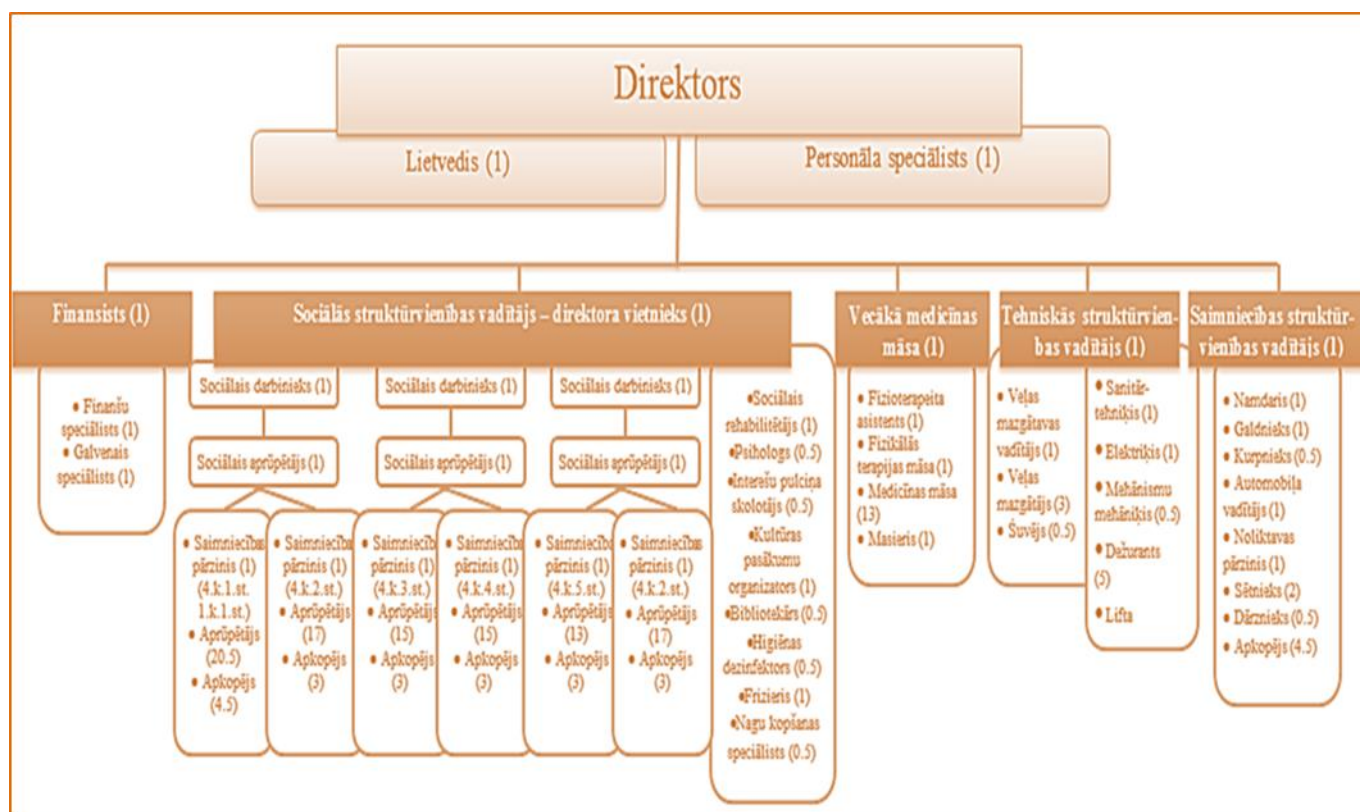 Direktors
Lietvedis (1)
Personāla speciālists (1)
Finansists (1)
• Finanšu
speciālists (1)
• Galvenais
speciālists (1)
Sociālās struktūrvienības vadītājs – direktora vietnieks (1)
Sociālais darbinieks (1)
Sociālais darbinieks (1)
Sociālais darbinieks (1)
Sociālais aprūpētājs (1)
Sociālais aprūpētājs (1)
Sociālais aprūpētājs (1)
• Saimniecības
pārzinis (1)
(4.k.1.st.
1.k.1.st.)
• Aprūpētājs
(20.5)
• Apkopējs
(4.5)
• Saimniecības
pārzinis (1)
(4.k.2.st.)
• Aprūpētājs
(17)
• Apkopējs
(3)
• Saimniecības
pārzinis (1)
(4.k.3.st.)
• Aprūpētājs
(15)
• Apkopējs
(3)
• Saimniecības
pārzinis (1)
(4.k.4.st.)
• Aprūpētājs
(15)
• Apkopējs
(3)
• Saimniecības
pārzinis (1)
(4.k.5.st.)
• Aprūpētājs
(13)
• Apkopējs
(3)
• Saimniecības
pārzinis (1)
(4.k.2.st.)
• Aprūpētājs
(17)
• Apkopējs
(3)
•Sociālais
rehabilitētājs (1)
•Psihologs (0.5)
•Interešu pulciņa
skolotājs (0.5)
•Kultūras
pasākumu
organizators (1)
•Bibliotekārs (0.5)
•Higiēnas
dezinfektors (0.5)
•Frizieris (1)
•Nagu kopšanas
speciālists (0.5)
Vecākā medicīnas
māsa (1)
• Fizioterapeita
asistents (1)
• Fizikālās
terapijas māsa (1)
• Medicīnas māsa
(13)
• Masieris (1)
Tehniskās struktūrvien-
bas vadītājs (1)
• Veļas
mazgātavas
vadītājs (1)
• Veļas
mazgātājs (3)
• Šuvējs (0.5)
• Sanitār-
tehniķis (1)
• Elektriķis (1)
• Mehānismu
mehāniķis (0.5)
• Dežurants
(5)
• Lifta
Saimniecības struktūr-
vienības vadītājs (1)
• Namdaris (1)
• Galdnieks (1)
• Kurpnieks (0.5)
• Automobiļa
vadītājs (1)
• Noliktavas
pārzinis (1)
• Sētnieks (2)
• Dārznieks (0.5)
• Apkopējs (4.5)